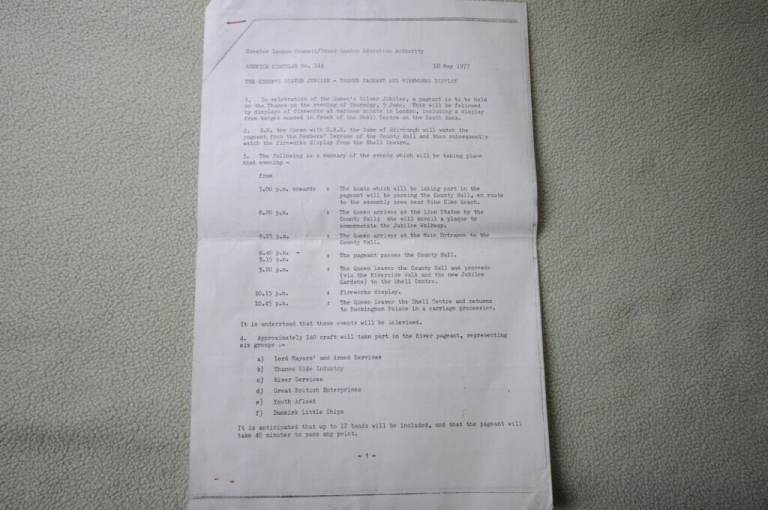 Greater London Council/Inner London Education Authority
SERVICE CIRCULAR No. 244
12 May 1977
THE QUEEN'S SILVER JUBILEE - THAMES PAGEANT AND FIREWORKS DISPLAY
1. In celebration of the Queen's Silver Jubilee, a pageant is to be held
on the Thames on the evening of Thursday, 9 June. This will be followed
by displays of fireworks at various points in London, including a display
from barges moored in front of the Shell Centre on the South Bank.
2. H.M. the Queen with H.R.H. the Duke of Edinburgh will watch the
pageant from the Members' Terrace of the County Hall and then subsequently
watch the fireworks display from the Shell Centre.
3. The following is a summary of the events which will be taking place
that evening -
from
p.m. onwards : The boats which will be taking part in the
pageant will be passing the County Hall, en route
to the assembly area near Nine Elms Reach.
p.m. : The Queen arrives at the Lion Statue by the
County Hall; she will unveil a plaque to
commemorate the Jubilee Walkway.
8.25 p.m. : The Queen arrives at the Main Entrance to the
County Hall.
p.m. -
9.15 p.m. : The pageant passes the County Hall.
9.20 p.m. : The Queen leaves the County Hall and proceeds
(via the Riverside Walk and the new Jubilee
Gardens) to the Shell Centre.
10.15 p.m. : Fireworks display.
10.45 p.m. : The Queen leaves the Shell Centre and returns
to Buckingham Palace in a carriage procession.
It is understood that these events will be televised.
4. Approximately 140 craft will take part in the River pageant, representing
six groups :-
a) Lord Mayors' and Armed Services
b) Thames Side Industry
c) River Services
d) Great British Enterprises
e) Youth Afloat
f) Dunkirk Little Ships
It is anticipated that up to 12 bands will be included, and that the pageant will
take 40 minutes to pass any point.
- 1 -